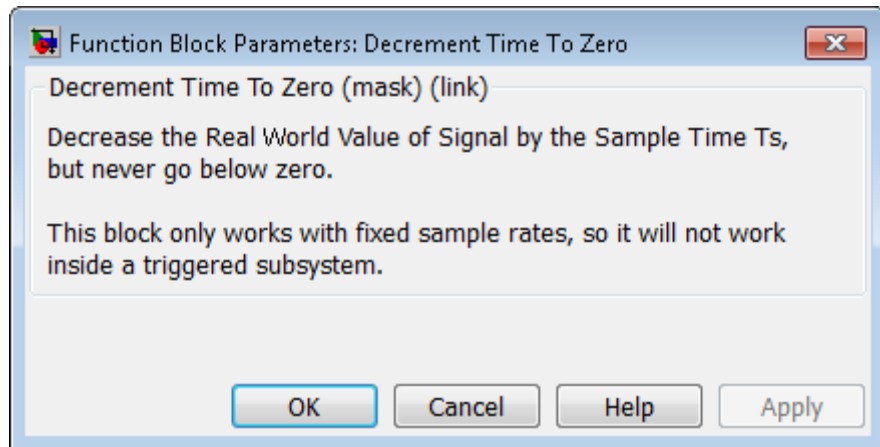 Function Block Parameters: Decrement Time To Zero
Decrement Time To Zero (mask) (link)
Decrease the Real World Value of Signal by the Sample Time Ts,
but never go below zero.
This block only works with fixed sample rates, so it will not work
inside a triggered subsystem.
OK Cancel Help Apply